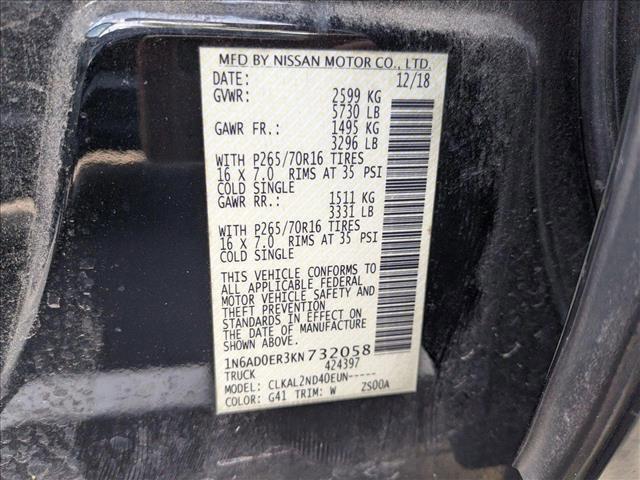 MFD BY NISSAN MOTOR CO., LTD.
DATE: 12/18
GVWR: 2599 KG
5730 LB
GAWR FR.: 1495 KG
3296 LB
WITH P265/70R16 TIRES
16 X 7.0 RIMS AT 35 PSI
COLD SINGLE
GAWR RR.: 1511 KG
3331 LB
WITH P265/70R16 TIRES
16 X 7.0 RIMS AT 35 PSI
COLD SINGLE
THIS VEHICLE CONFORMS TO
ALL APPLICABLE FEDERAL
MOTOR VEHICLE SAFETY AND
THEFT PREVENTION
STANDARDS IN EFFECT ON
THE DATE OF MANUFACTURE
SHOWN ABOVE.
1N6AD0ER3KN732058
TRUCK 424397
MODEL: CLKAL2ND40EUN-----
COLOR: G41 TRIM: W ZS00A